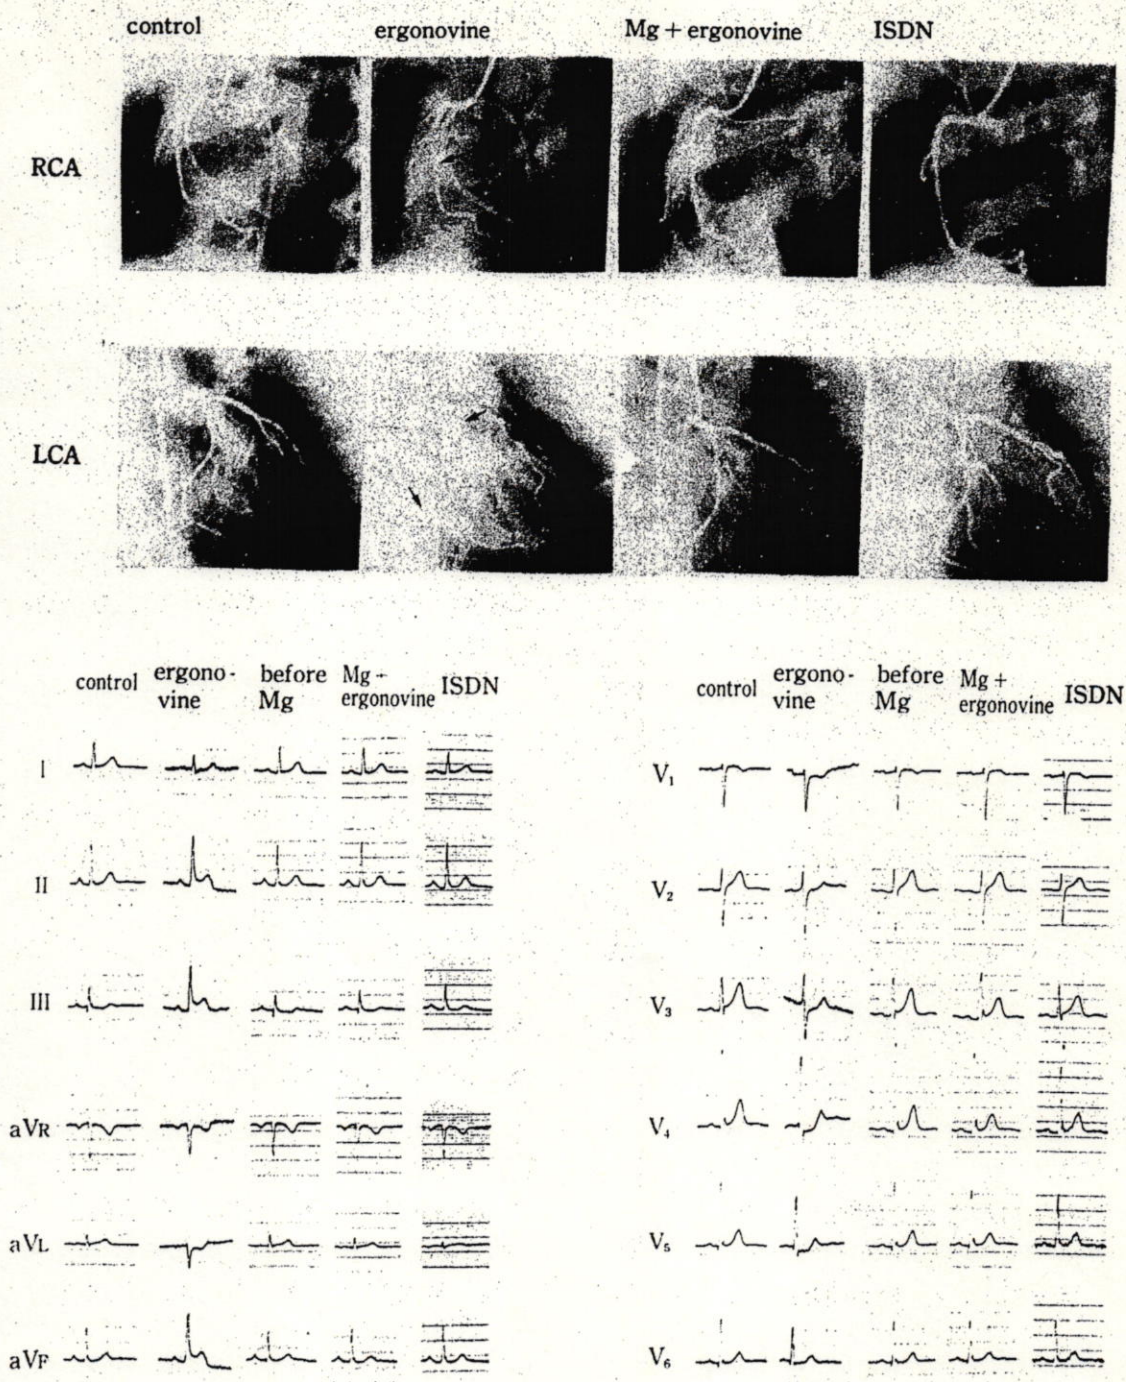 control ergonovine Mg + ergonovine ISDN
RCA
LCA
control ergono- before Mg + ISDN
vine Mg ergonovine
I
II
III
aVR
aVL
aVF
control ergono- before Mg + ISDN
vine Mg ergonovine
V1
V2
V3
V4
V5
V6